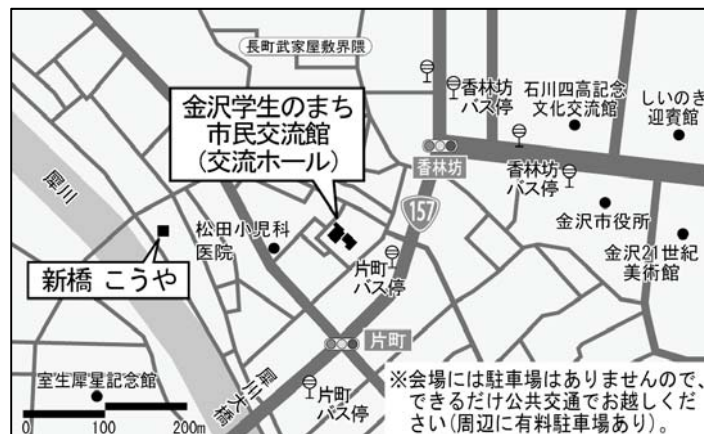 長町武家屋敷界隈
金沢学生のまち
市民交流館
(交流ホール)
香林坊
バス停
石川四高記念
文化交流館
しいのき
迎賓館
香林坊
香林坊
バス停
157
犀川
松田小児科
医院
金沢市役所
金沢21世紀
美術館
片町
バス停
新橋 こうや
片町
室生犀星記念館
犀川大橋
片町
バス停
0 100 200m
※会場には駐車場はありませんので、
できるだけ公共交通でお越しくだ
さい(周辺に有料駐車場あり)。